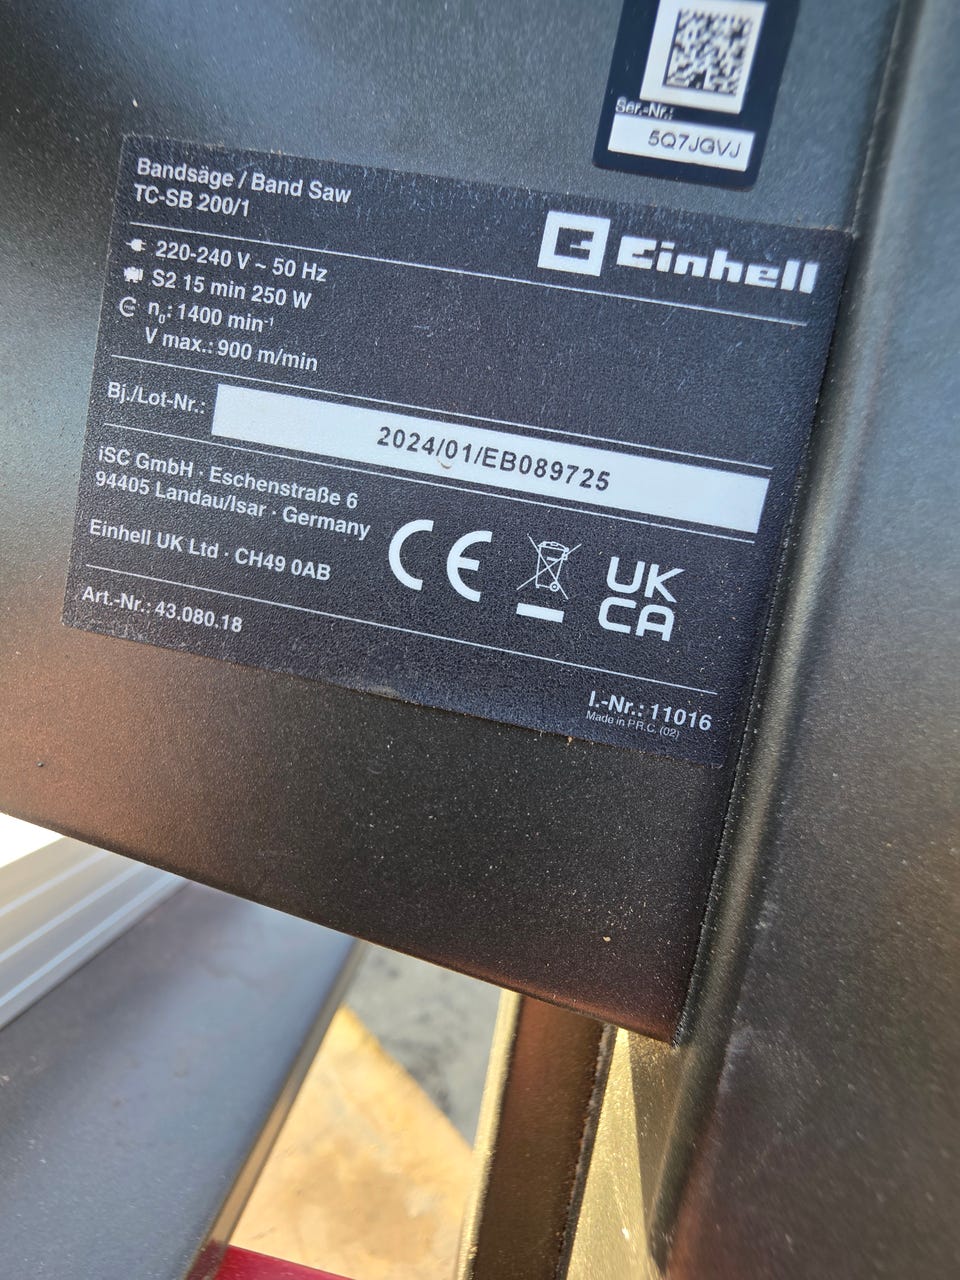 Ser.-Nr.:
5Q7JGVJ
Bandsäge / Band Saw
TC-SB 200/1
Einhell
220-240 V ~ 50 Hz
S2 15 min 250 W
n₀: 1400 min⁻¹
V max.: 900 m/min
Bj./Lot-Nr.:
2024/01/EB089725
iSC GmbH · Eschenstraße 6
94405 Landau/Isar · Germany
Einhell UK Ltd · CH49 0AB
CE
UK
CA
Art.-Nr.: 43.080.18
I.-Nr.: 11016
Made in P.R.C. (02)